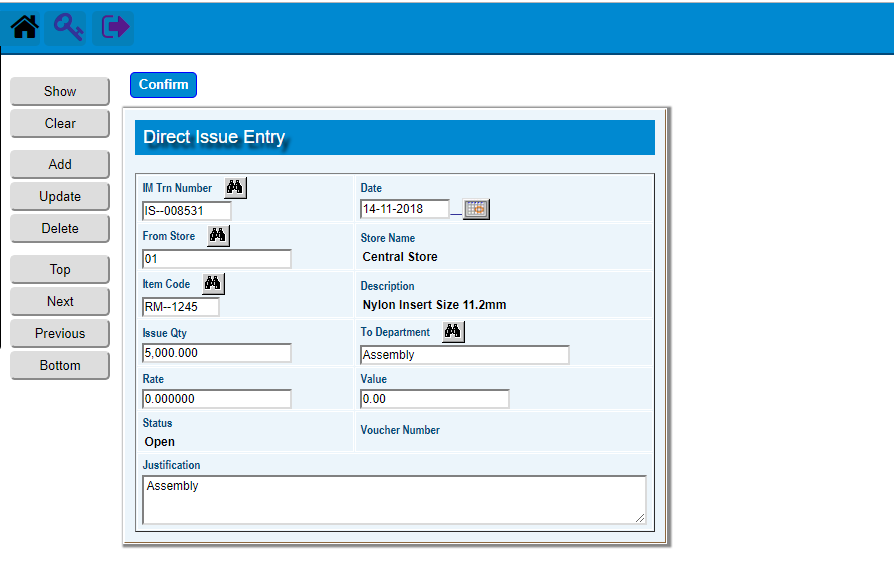 Confirm
Show
Clear
Add
Update
Delete
Top
Next
Previous
Bottom
Direct Issue Entry
IM Trn Number
Date
IS--008531
14-11-2018
From Store
Store Name
01
Central Store
Item Code
Description
RM--1245
Nylon Insert Size 11.2mm
Issue Qty
To Department
5,000.000
Assembly
Rate
Value
0.000000
0.00
Status
Voucher Number
Open
Justification
Assembly